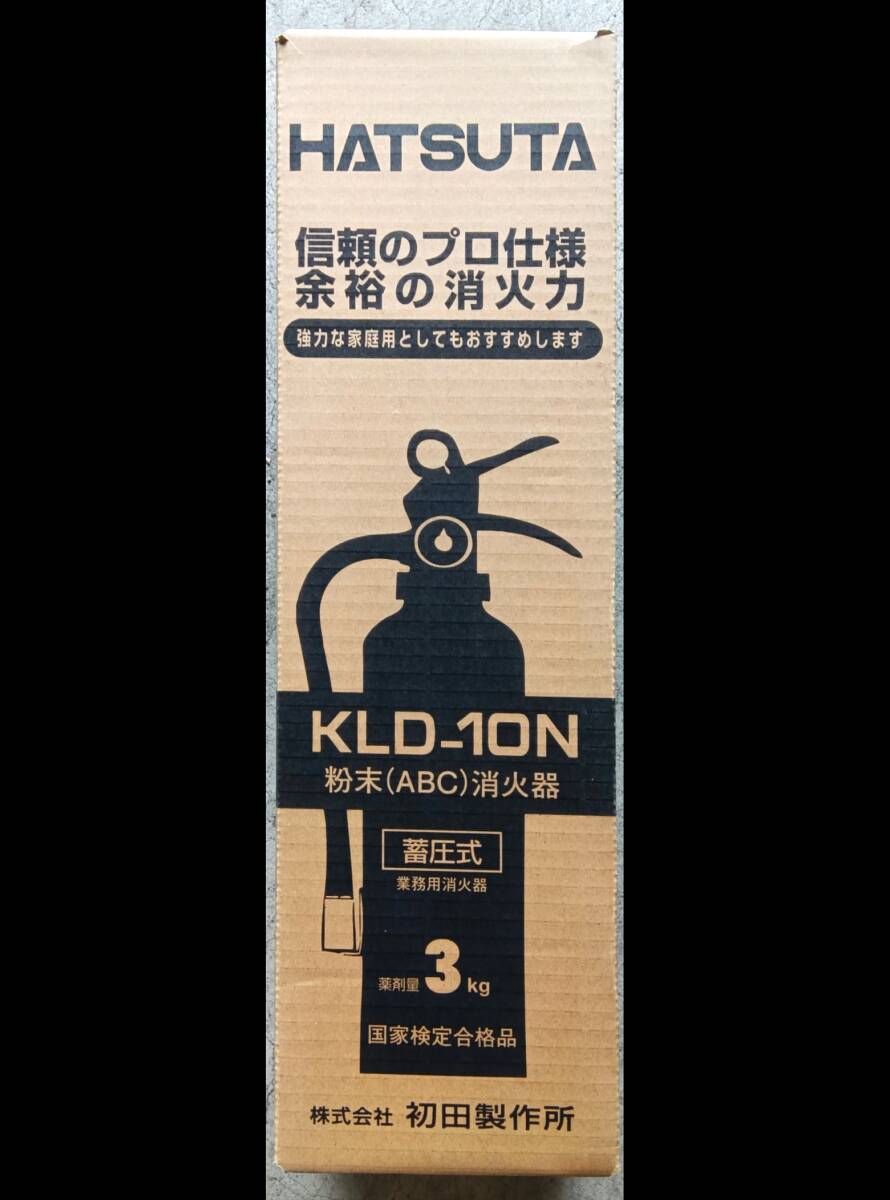 HATSUTA
信頼のプロ仕様
余裕の消火力
強力な家庭用としてもおすすめします
KLD-10N
粉末(ABC)消火器
蓄圧式
業務用消火器
薬剤量 3 kg
国家検定合格品
株式会社 初田製作所